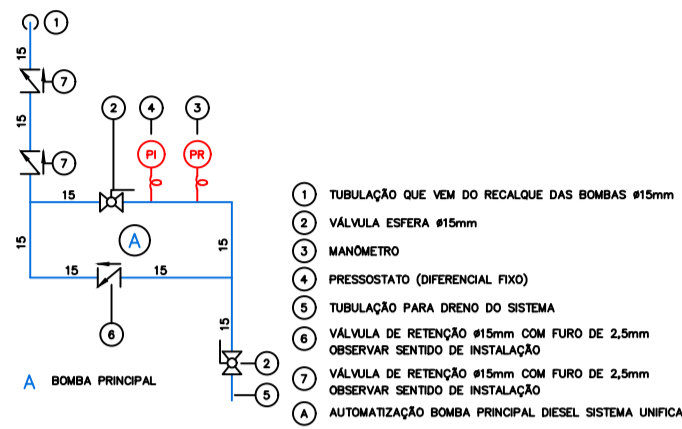 1
15
7
15
7
2
4
3
PI
PR
15
15
A
15
15
15
15
6
2
5
A BOMBA PRINCIPAL
1 TUBULAÇÃO QUE VEM DO RECALQUE DAS BOMBAS ø15mm
2 VÁLVULA ESFERA ø15mm
3 MANÔMETRO
4 PRESSOSTATO (DIFERENCIAL FIXO)
5 TUBULAÇÃO PARA DRENO DO SISTEMA
6 VÁLVULA DE RETENÇÃO ø15mm COM FURO DE 2,5mm
OBSERVAR SENTIDO DE INSTALAÇÃO
7 VÁLVULA DE RETENÇÃO ø15mm COM FURO DE 2,5mm
OBSERVAR SENTIDO DE INSTALAÇÃO
A AUTOMATIZAÇÃO BOMBA PRINCIPAL DIESEL SISTEMA UNIFICA